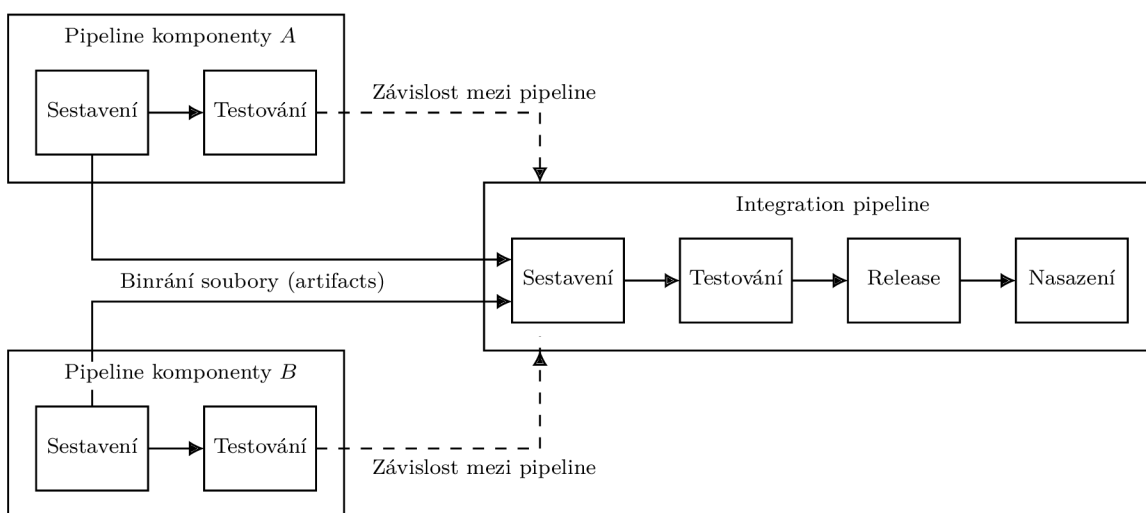 Pipeline komponenty A
Sestavení
Testování
Závislost mezi pipeline
Integration pipeline
Sestavení
Testování
Release
Nasazení
Binrání soubory (artifacts)
Pipeline komponenty B
Sestavení
Testování
Závislost mezi pipeline